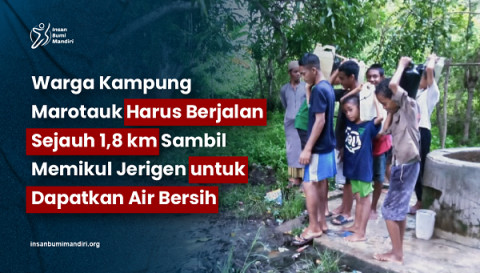 Insan
Bumi
Mandiri
Warga Kampung
Marotauk Harus Berjalan
Sejauh 1,8 km Sambil
Memikul Jerigen untuk
Dapatkan Air Bersih
insanbumimandiri.org